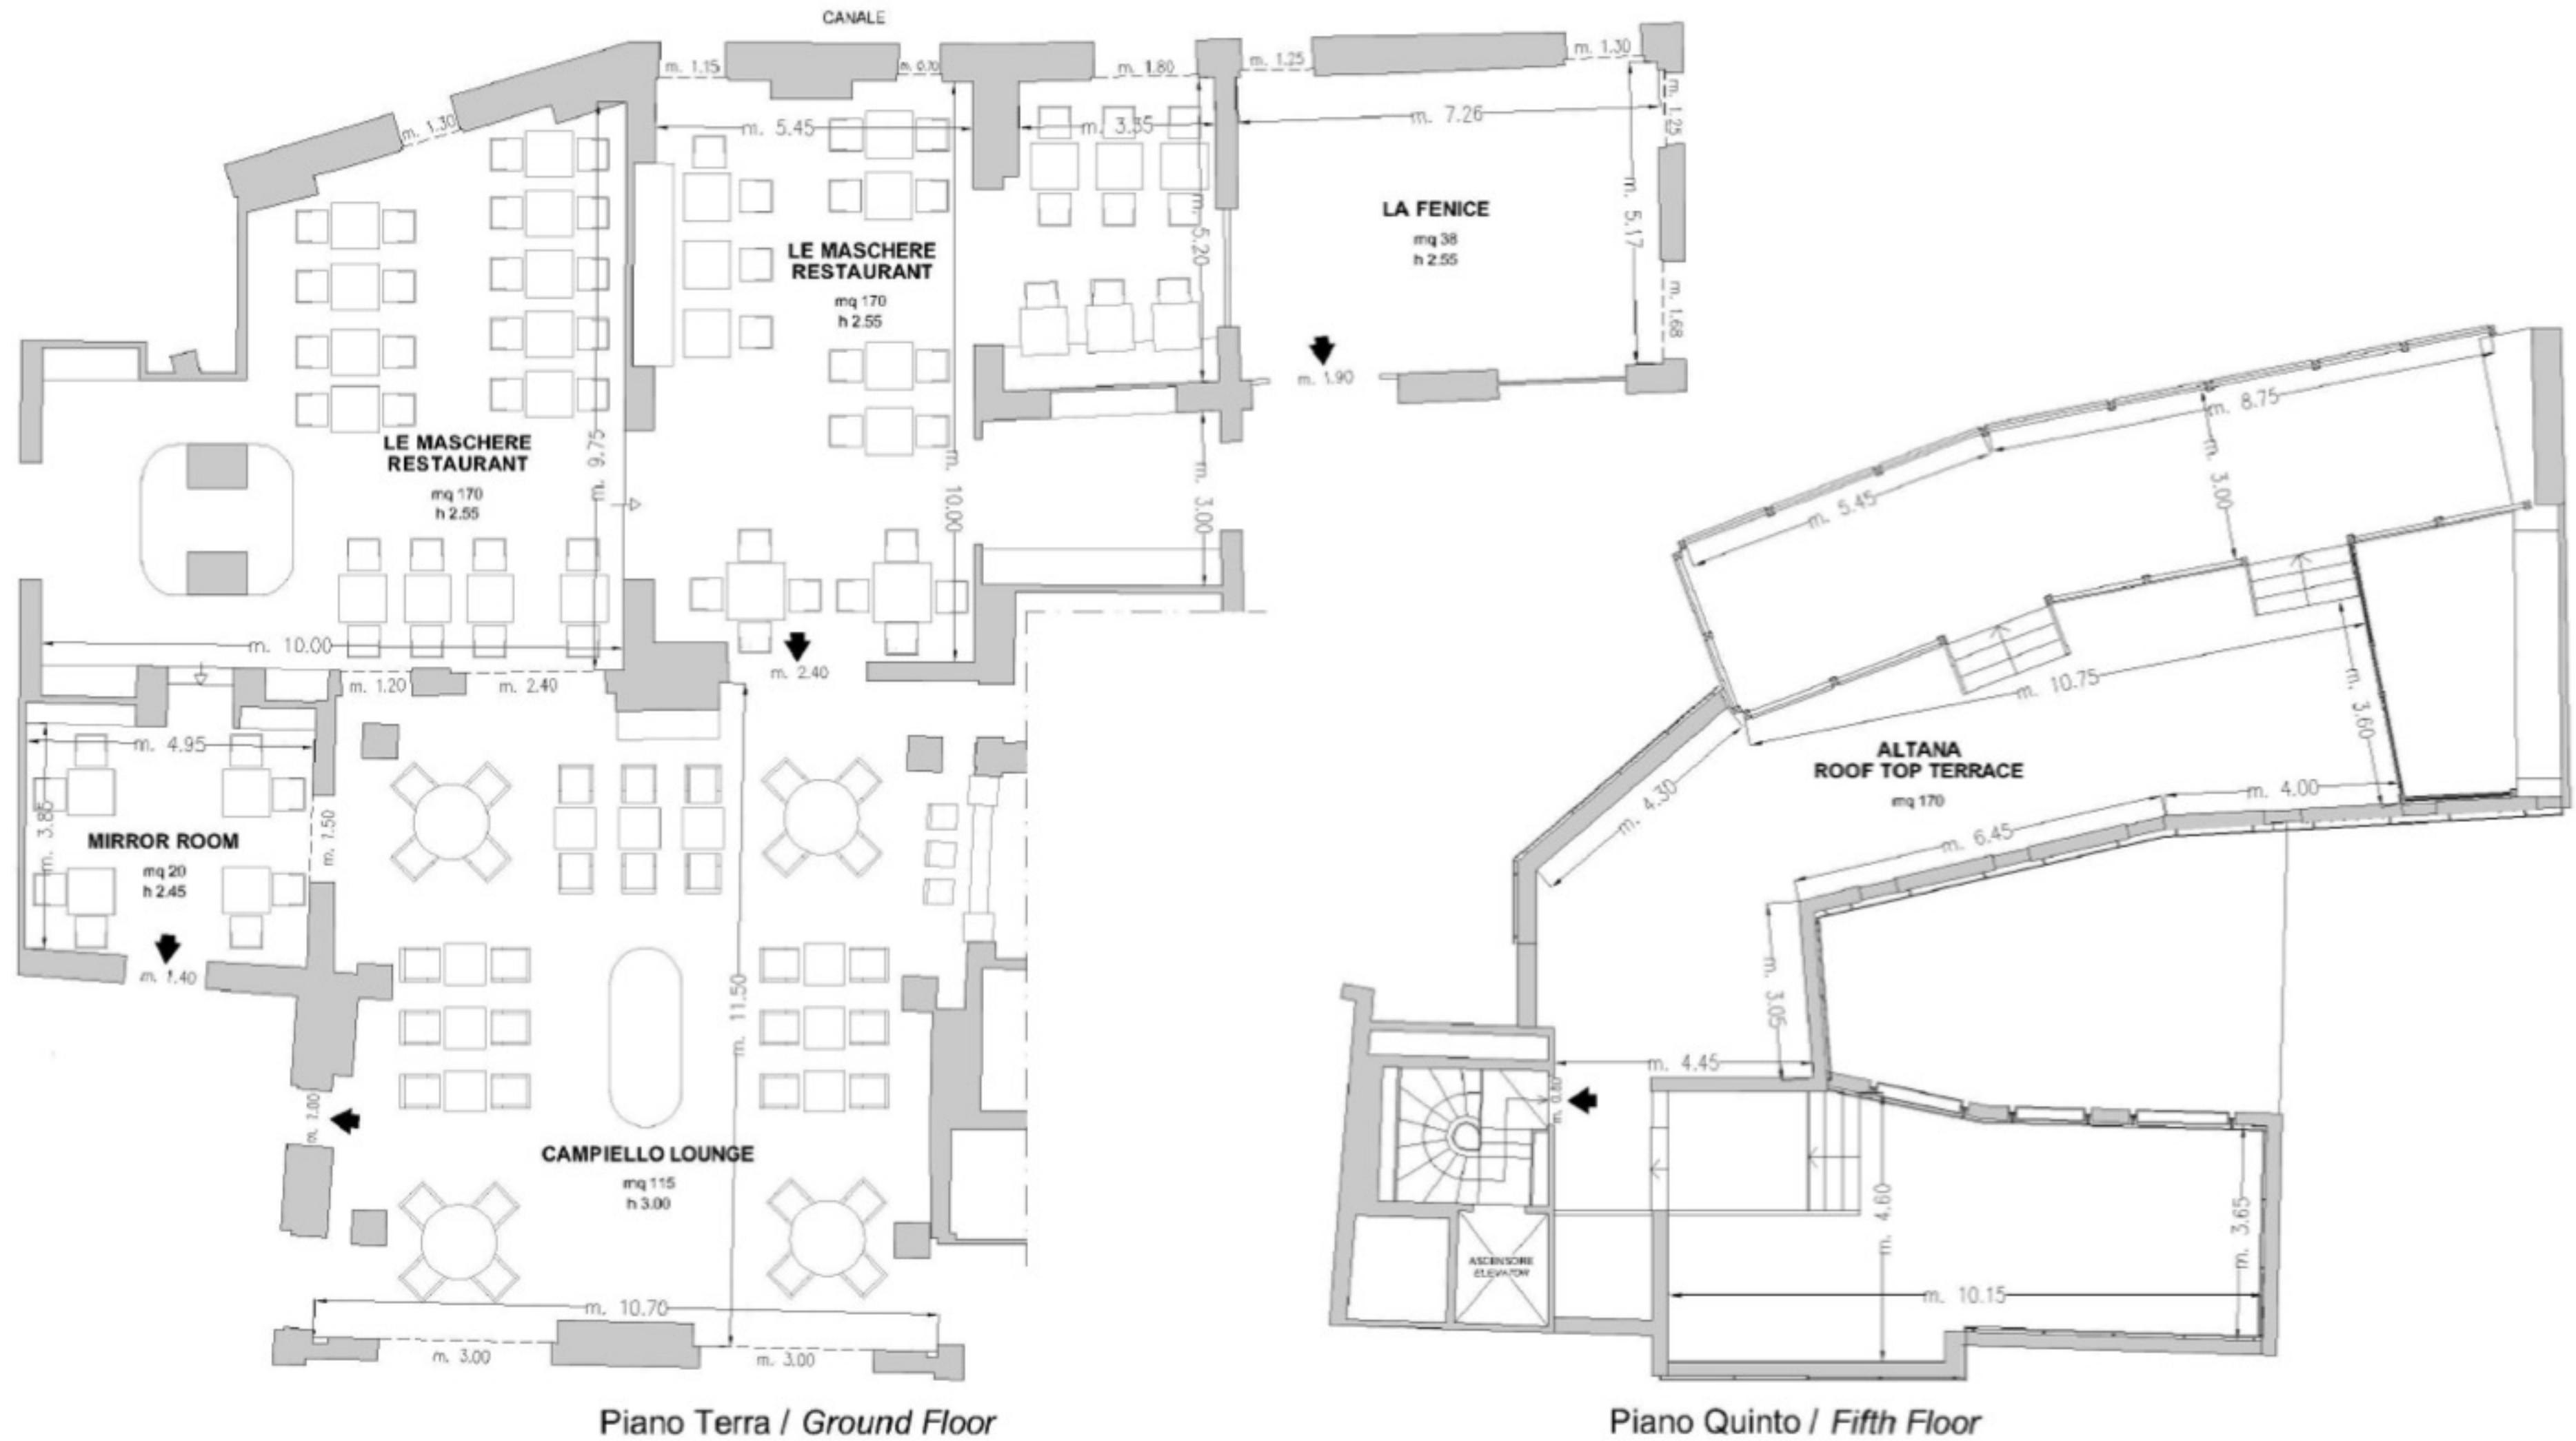 CANALE
m. 1.15
m. 0.70
m. 1.80
m. 1.25
m. 1.30
m. 1.30
m. 5.45
m. 3.35
m. 7.26
m. 1.25
m. 5.17
m. 1.68
LA FENICE
mq 38
h 2.55
m. 5.20
LE MASCHERE
RESTAURANT
mq 170
h 2.55
m. 1.90
LE MASCHERE
RESTAURANT
mq 170
h 2.55
m. 9.75
m. 10.00
m. 3.00
m. 10.00
m. 1.20
m. 2.40
m. 2.40
m. 4.95
m. 3.85
m. 1.50
MIRROR ROOM
mq 20
h 2.45
m. 1.40
m. 11.50
m. 2.00
CAMPIELLO LOUNGE
mq 115
h 3.00
m. 10.70
m. 3.00
m. 3.00
Piano Terra / Ground Floor
m. 8.75
m. 5.45
m. 3.00
m. 10.75
m. 3.60
ALTANA
ROOF TOP TERRACE
mq 170
m. 4.30
m. 4.00
m. 6.45
m. 3.05
m. 4.45
m. 0.80
m. 4.60
m. 3.65
ASCENSORE
ELEVATOR
m. 10.15
Piano Quinto / Fifth Floor